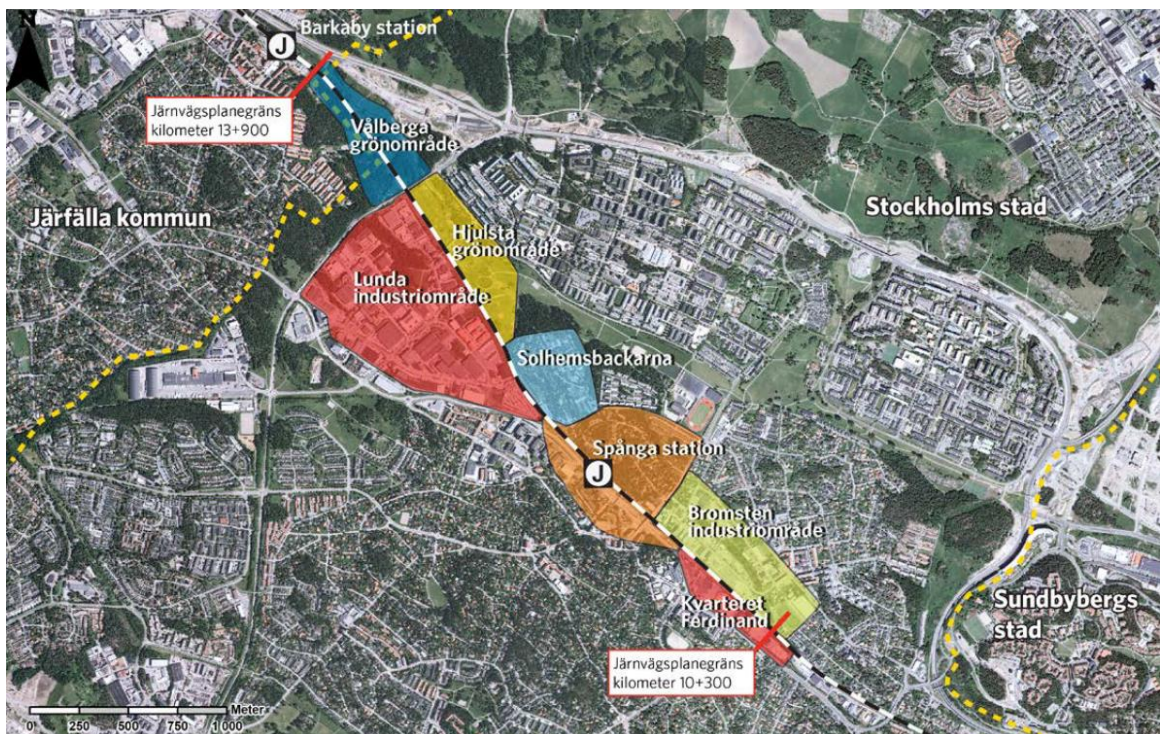 N
Barkaby station
J
Järnvägsplanegräns
kilometer 13+900
Vålberga
grönområde
Järfälla kommun
Stockholms stad
Hjulsta
grönområde
Lunda
industriområde
Solhemsbackarna
Spånga station
J
Bromsten
industriområde
Kvarteret
Ferdinand
Sundbybergs
stad
Järnvägsplanegräns
kilometer 10+300
Meter
0 250 500 750 1 000